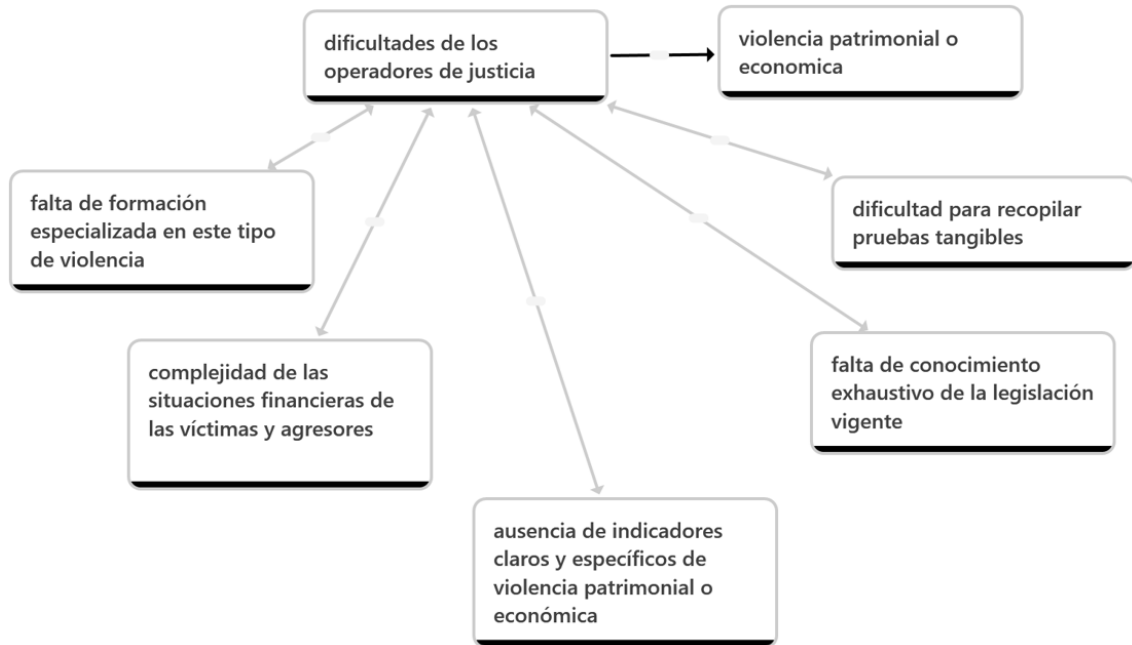 dificultades de los
operadores de justicia
violencia patrimonial o
economica
falta de formación
especializada en este tipo
de violencia
dificultad para recopilar
pruebas tangibles
complejidad de las
situaciones financieras de
las víctimas y agresores
falta de conocimiento
exhaustivo de la legislación
vigente
ausencia de indicadores
claros y específicos de
violencia patrimonial o
económica